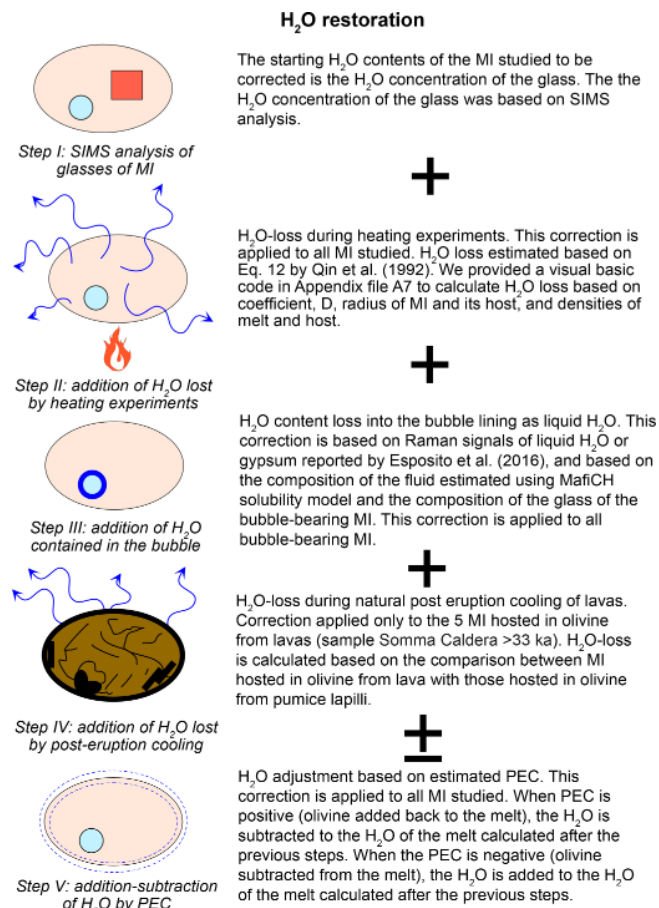 H₂O restoration
The starting H₂O contents of the MI studied to be
corrected is the H₂O concentration of the glass. The the
H₂O concentration of the glass was based on SIMS
analysis.
Step I: SIMS analysis of
glasses of MI
+
H₂O-loss during heating experiments. This correction is
applied to all MI studied. H₂O loss estimated based on
Eq. 12 by Qin et al. (1992). We provided a visual basic
code in Appendix file A7 to calculate H₂O loss based on
coefficient, D, radius of MI and its host, and densities of
melt and host.
Step II: addition of H₂O lost
by heating experiments
+
H₂O content loss into the bubble lining as liquid H₂O. This
correction is based on Raman signals of liquid H₂O or
gypsum reported by Esposito et al. (2016), and based on
the composition of the fluid estimated using MafiCH
solubility model and the composition of the glass of the
bubble-bearing MI. This correction is applied to all
bubble-bearing MI.
Step III: addition of H₂O
contained in the bubble
+
H₂O-loss during natural post eruption cooling of lavas.
Correction applied only to the 5 MI hosted in olivine
from lavas (sample Somma Caldera >33 ka). H₂O-loss
is calculated based on the comparison between MI
hosted in olivine from lava with those hosted in olivine
from pumice lapilli.
Step IV: addition of H₂O lost
by post-eruption cooling
±
H₂O adjustment based on estimated PEC. This
correction is applied to all MI studied. When PEC is
positive (olivine added back to the melt), the H₂O is
subtracted to the H₂O of the melt calculated after the
previous steps. When the PEC is negative (olivine
subtracted from the melt), the H₂O is added to the H₂O
of the melt calculated after the previous steps.
Step V: addition-subtraction
of H₂O by PEC